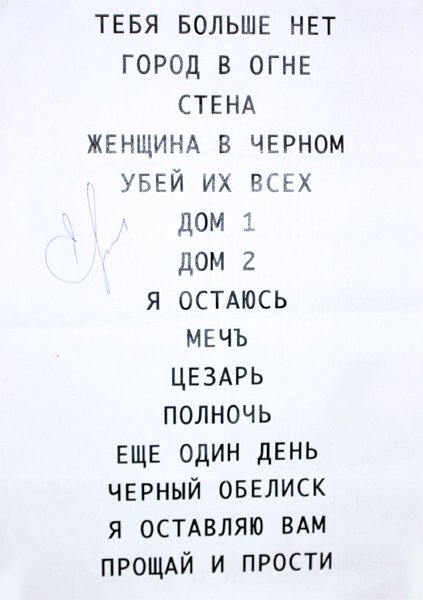 ТЕБЯ БОЛЬШЕ НЕТ
ГОРОД В ОГНЕ
СТЕНА
ЖЕНЩИНА В ЧЕРНОМ
УБЕЙ ИХ ВСЕХ
ДОМ 1
ДОМ 2
Я ОСТАЮСЬ
МЕЧЪ
ЦЕЗАРЬ
ПОЛНОЧЬ
ЕЩЕ ОДИН ДЕНЬ
ЧЕРНЫЙ ОБЕЛИСК
Я ОСТАВЛЯЮ ВАМ
ПРОЩАЙ И ПРОСТИ